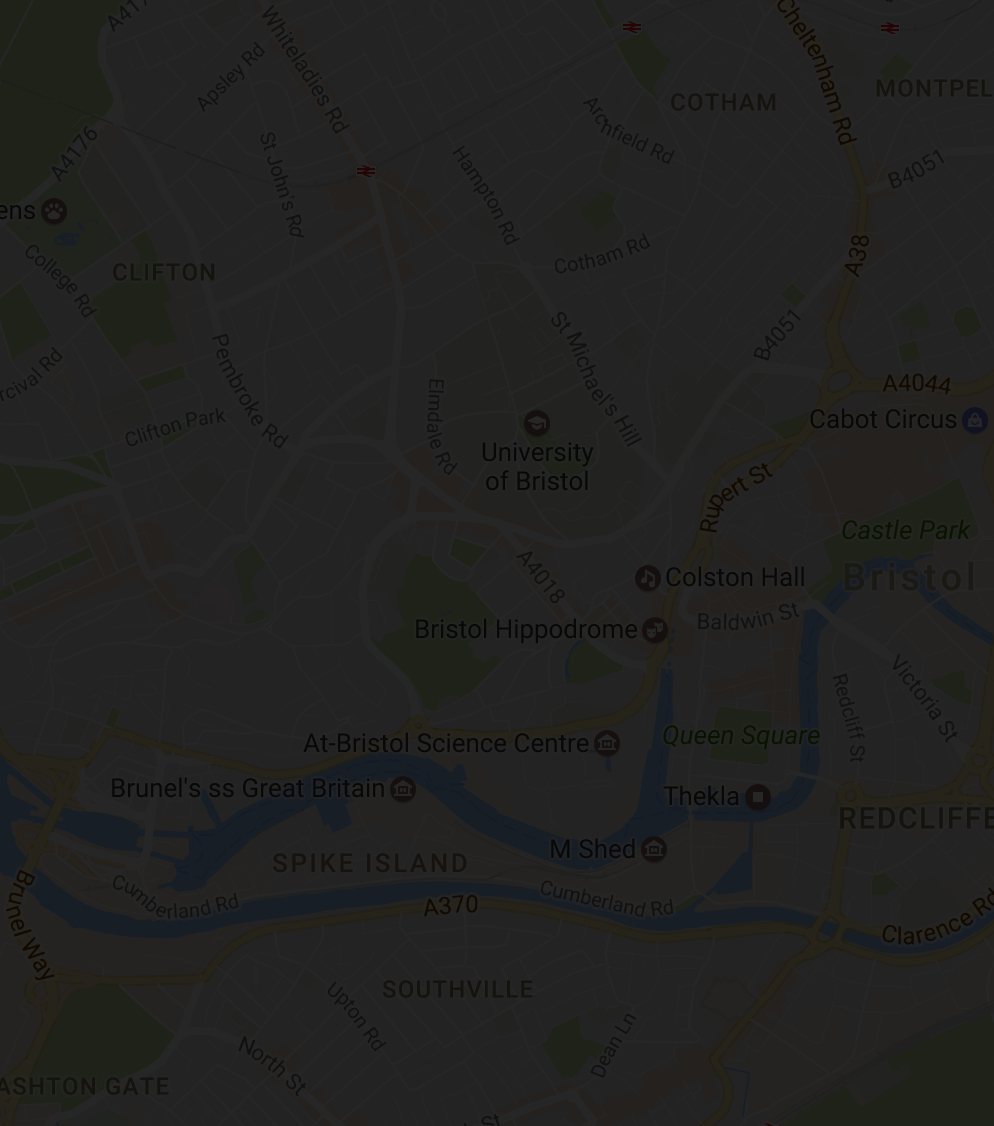 A417
Whiteladies Rd
Cheltenham Rd
Apsley Rd
COTHAM
MONTPEL
Archfield Rd
A4176
St John's Rd
Hampton Rd
B4051
ens
College Rd
CLIFTON
Cotham Rd
A38
St Michael's Hill
B4051
Pembroke Rd
rcival Rd
Elmdale Rd
A4044
Clifton Park
Cabot Circus
University
of Bristol
Rupert St
Castle Park
A4018
Colston Hall
Bristol
Bristol Hippodrome
Baldwin St
Victoria St
Redcliff St
At-Bristol Science Centre
Queen Square
Brunel's ss Great Britain
Thekla
REDCLIFFE
M Shed
SPIKE ISLAND
Cumberland Rd
A370
Cumberland Rd
Brunel Way
Clarence Rd
SOUTHVILLE
Upton Rd
Dean Ln
North St
ASHTON GATE
St